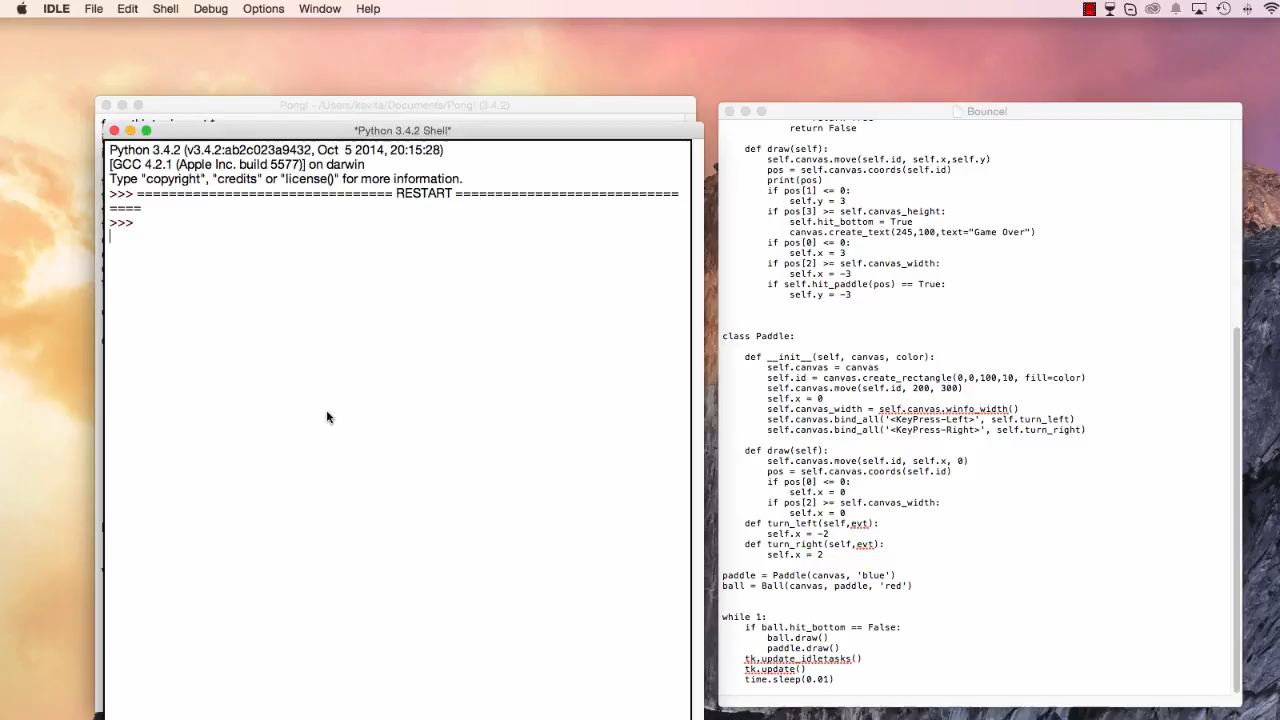 IDLE File Edit Shell Debug Options Window Help
Pong! - /Users/kavita/Documents/Pong! (3.4.2)
*Python 3.4.2 Shell*
Python 3.4.2 (v3.4.2:ab2c023a9432, Oct  5 2014, 20:15:28)
[GCC 4.2.1 (Apple Inc. build 5577)] on darwin
Type "copyright", "credits" or "license()" for more information.
>>> ================================ RESTART ============================
====
>>>
Bounce!
return True
return False
def draw(self):
self.canvas.move(self.id, self.x,self.y)
pos = self.canvas.coords(self.id)
print(pos)
if pos[1] <= 0:
self.y = 3
if pos[3] >= self.canvas_height:
self.hit_bottom = True
canvas.create_text(245,100,text="Game Over")
if pos[0] <= 0:
self.x = 3
if pos[2] >= self.canvas_width:
self.x = -3
if self.hit_paddle(pos) == True:
self.y = -3
class Paddle:
def __init__(self, canvas, color):
self.canvas = canvas
self.id = canvas.create_rectangle(0,0,100,10, fill=color)
self.canvas.move(self.id, 200, 300)
self.x = 0
self.canvas_width = self.canvas.winfo_width()
self.canvas.bind_all('<KeyPress-Left>', self.turn_left)
self.canvas.bind_all('<KeyPress-Right>', self.turn_right)
def draw(self):
self.canvas.move(self.id, self.x, 0)
pos = self.canvas.coords(self.id)
if pos[0] <= 0:
self.x = 0
if pos[2] >= self.canvas_width:
self.x = 0
def turn_left(self,evt):
self.x = -2
def turn_right(self,evt):
self.x = 2
paddle = Paddle(canvas, 'blue')
ball = Ball(canvas, paddle, 'red')
while 1:
if ball.hit_bottom == False:
ball.draw()
paddle.draw()
tk.update_idletasks()
tk.update()
time.sleep(0.01)